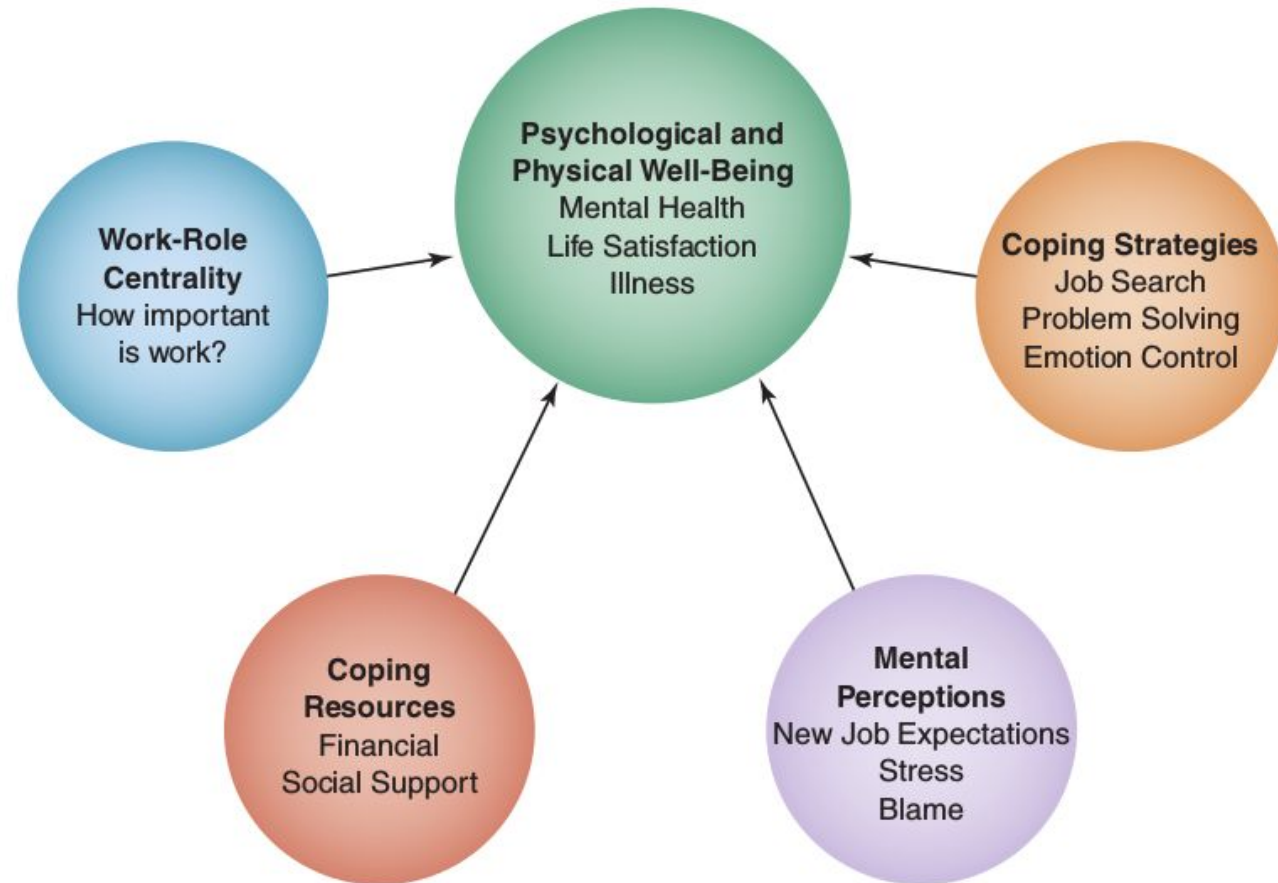 Psychological and
Physical Well-Being
Mental Health
Life Satisfaction
Illness
Work-Role
Centrality
How important
is work?
Coping Strategies
Job Search
Problem Solving
Emotion Control
Coping
Resources
Financial
Social Support
Mental
Perceptions
New Job Expectations
Stress
Blame